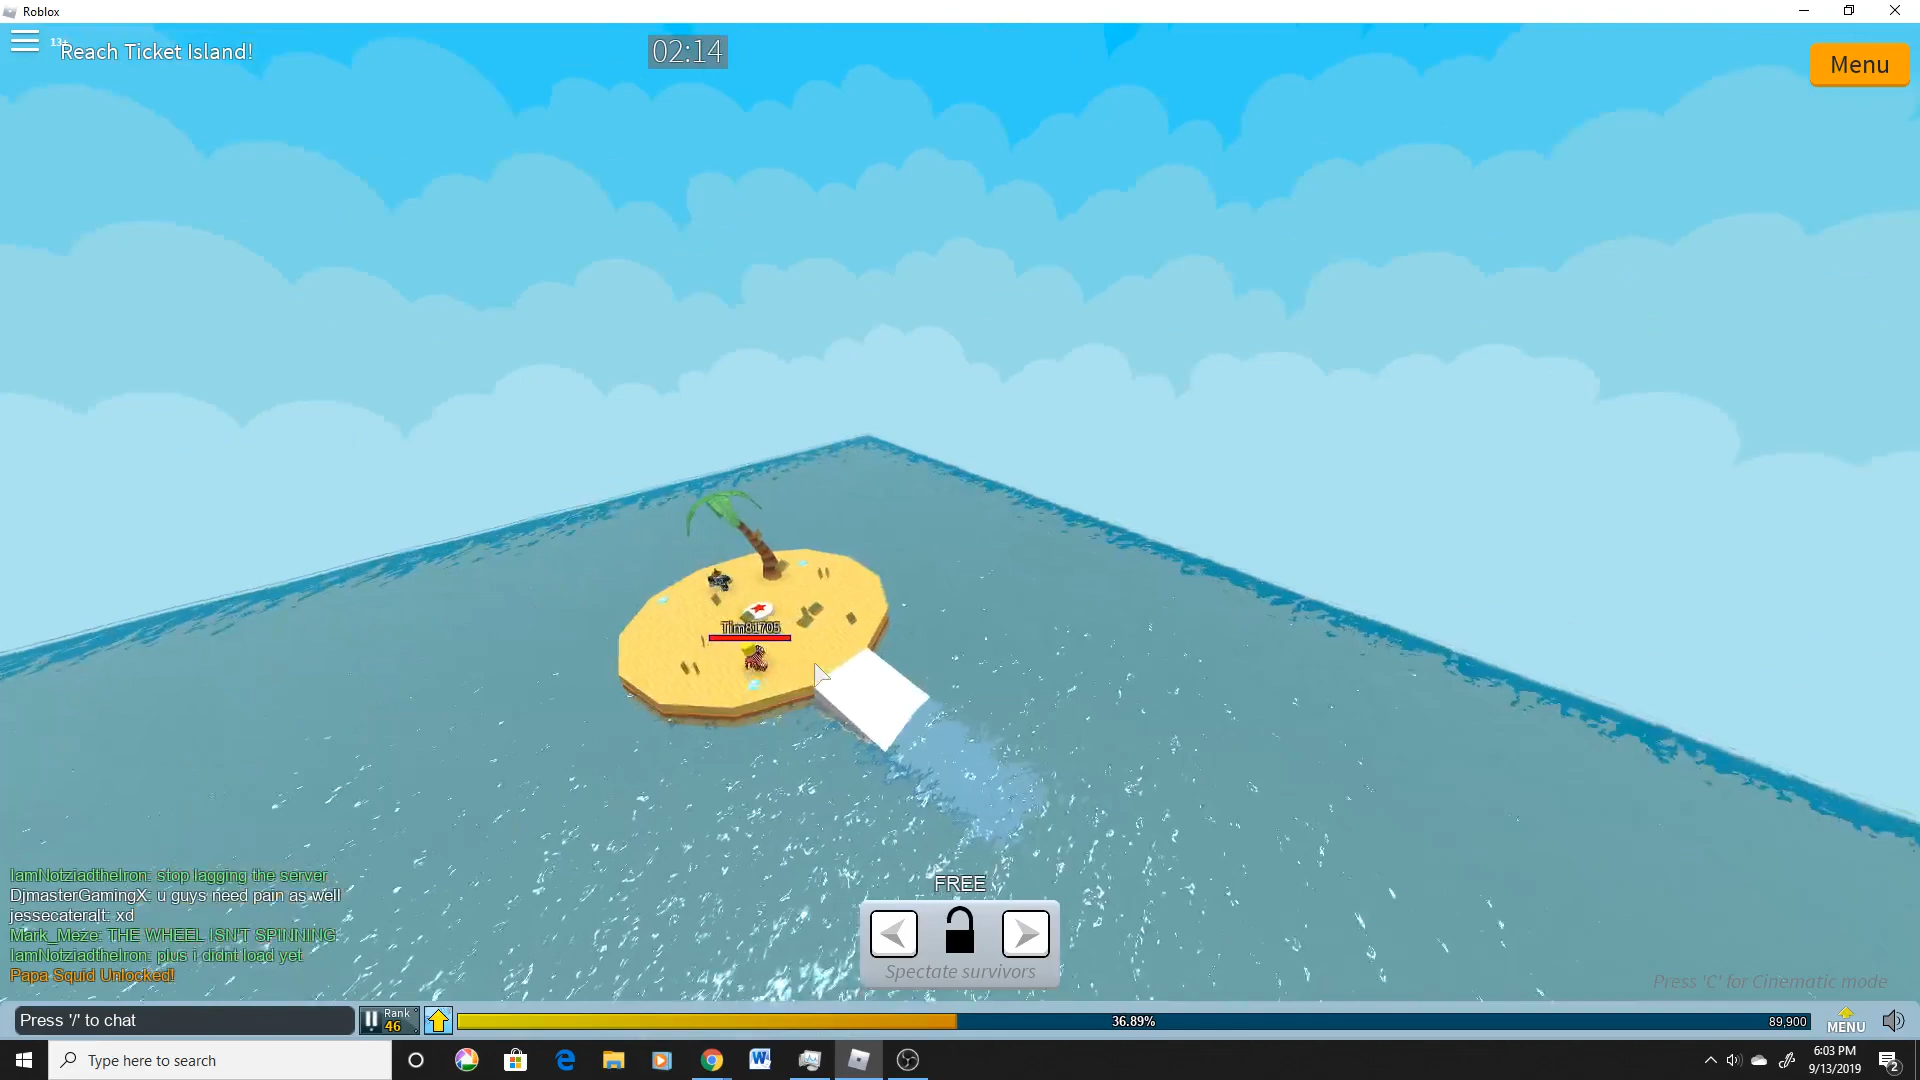 Roblox
13+
Reach Ticket Island!
02:14
Menu
Tim81705
IamNotziadtheIron: stop lagging the server
DjmasterGamingX: u guys need pain as well
jessecateralt: xd
Mark_Meze: THE WHEEL ISN'T SPINNING
IamNotziadtheIron: plus i didnt load yet
Papa Squid Unlocked!
FREE
Spectate survivors
Press 'C' for Cinematic mode
Press '/' to chat
Rank
46
36.89%
89,900
MENU
Type here to search
6:03 PM
9/13/2019
2